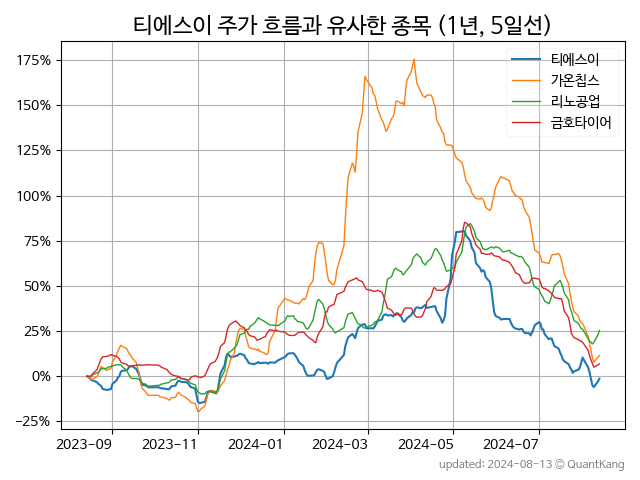 티에스이 주가 흐름과 유사한 종목 (1년, 5일선)
티에스이
가온칩스
리노공업
금호타이어
175%
150%
125%
100%
75%
50%
25%
0%
−25%
2023-09 2023-11 2024-01 2024-03 2024-05 2024-07
updated: 2024-08-13 © QuantKang